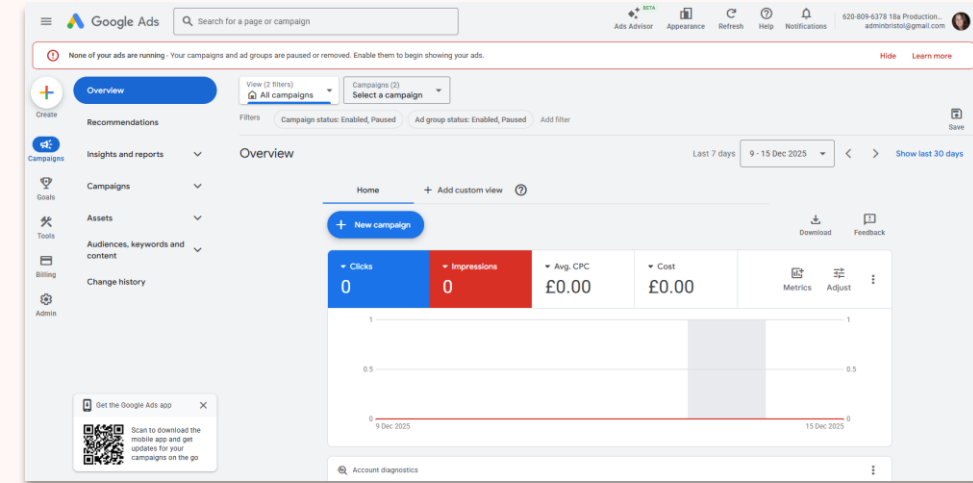 Google Ads
Search for a page or campaign
BETA
Ads Advisor
Appearance
Refresh
Help
Notifications
620-809-6378 18a Production...
adminbristol@gmail.com
None of your ads are running - Your campaigns and ad groups are paused or removed. Enable them to begin showing your ads.
Hide
Learn more
Create
Campaigns
Goals
Tools
Billing
Admin
Overview
Recommendations
Insights and reports
Campaigns
Assets
Audiences, keywords and
content
Change history
View (2 filters)
All campaigns
Campaigns (2)
Select a campaign
Filters
Campaign status: Enabled, Paused
Ad group status: Enabled, Paused
Add filter
Save
Overview
Last 7 days
9 - 15 Dec 2025
Show last 30 days
Home
+ Add custom view
New campaign
Download
Feedback
Clicks
0
Impressions
0
Avg. CPC
£0.00
Cost
£0.00
Metrics
Adjust
1
1
0.5
0.5
0
0
9 Dec 2025
15 Dec 2025
Account diagnostics
Get the Google Ads app
Scan to download the
mobile app and get
updates for your
campaigns on the go